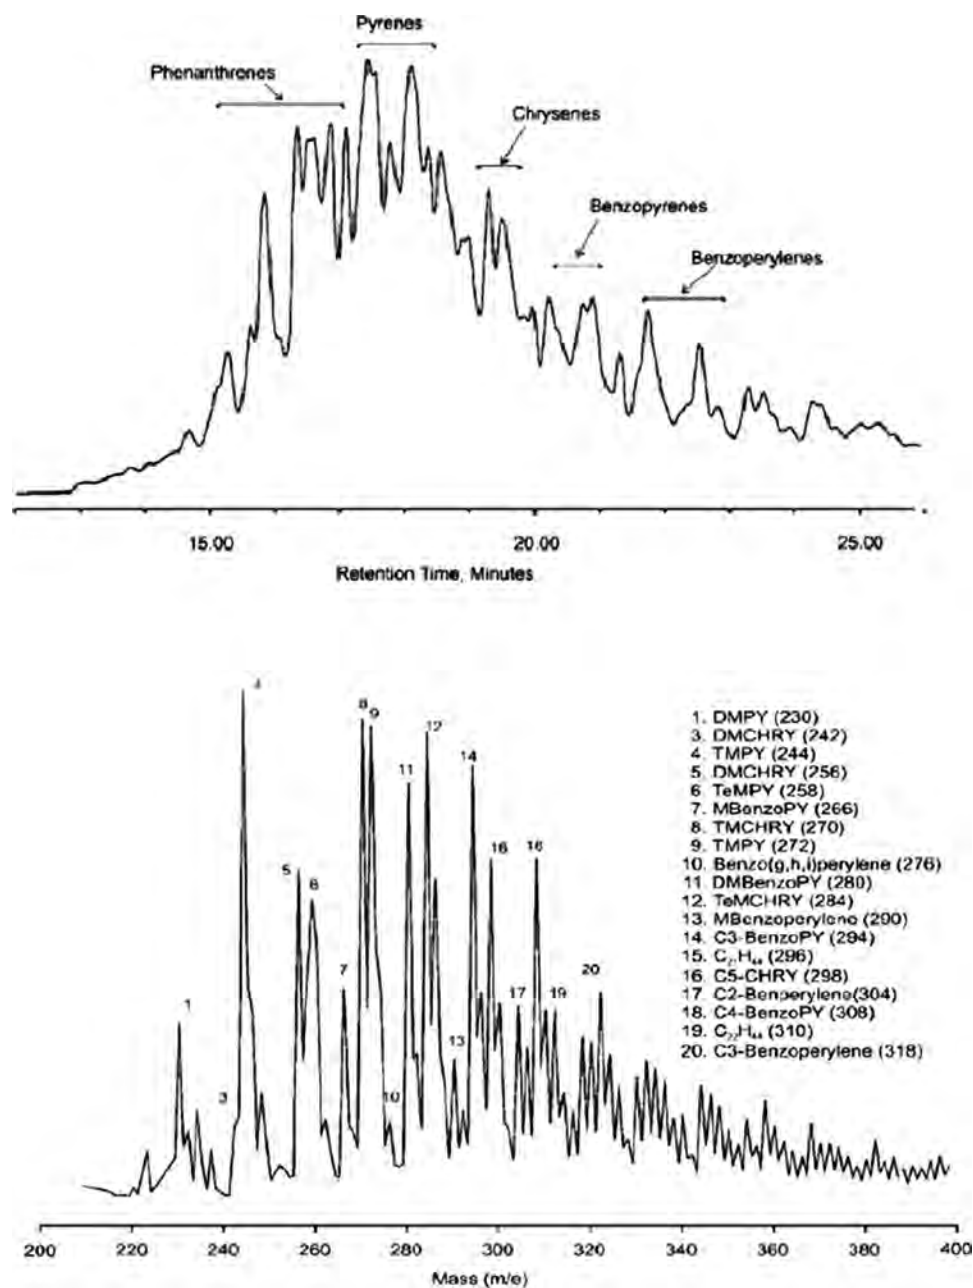 Pyrenes
Phenanthrenes
Chrysenes
Benzopyrenes
Benzoperylenes
15.00 20.00 25.00
Retention Time, Minutes
4
8
9
12
14
11
16
16
5
6
7
20
17
19
1
13
3
10
1. DMPY (230)
3. DMCHRY (242)
4. TMPY (244)
5. DMCHRY (256)
6. TeMPY (258)
7. MBenzoPY (266)
8. TMCHRY (270)
9. TMPY (272)
10. Benzo(g,h,i)perylene (276)
11. DMBenzoPY (280)
12. TeMCHRY (284)
13. MBenzoperylene (290)
14. C3-BenzoPY (294)
15. (296)
16. C5-CHRY (298)
17. C2-Benperylene(304)
18. C4-BenzoPY (308)
19. (310)
20. C3-Benzoperylene (318)
200 220 240 260 280 300 320 340 360 380 400
Mass (m/e)